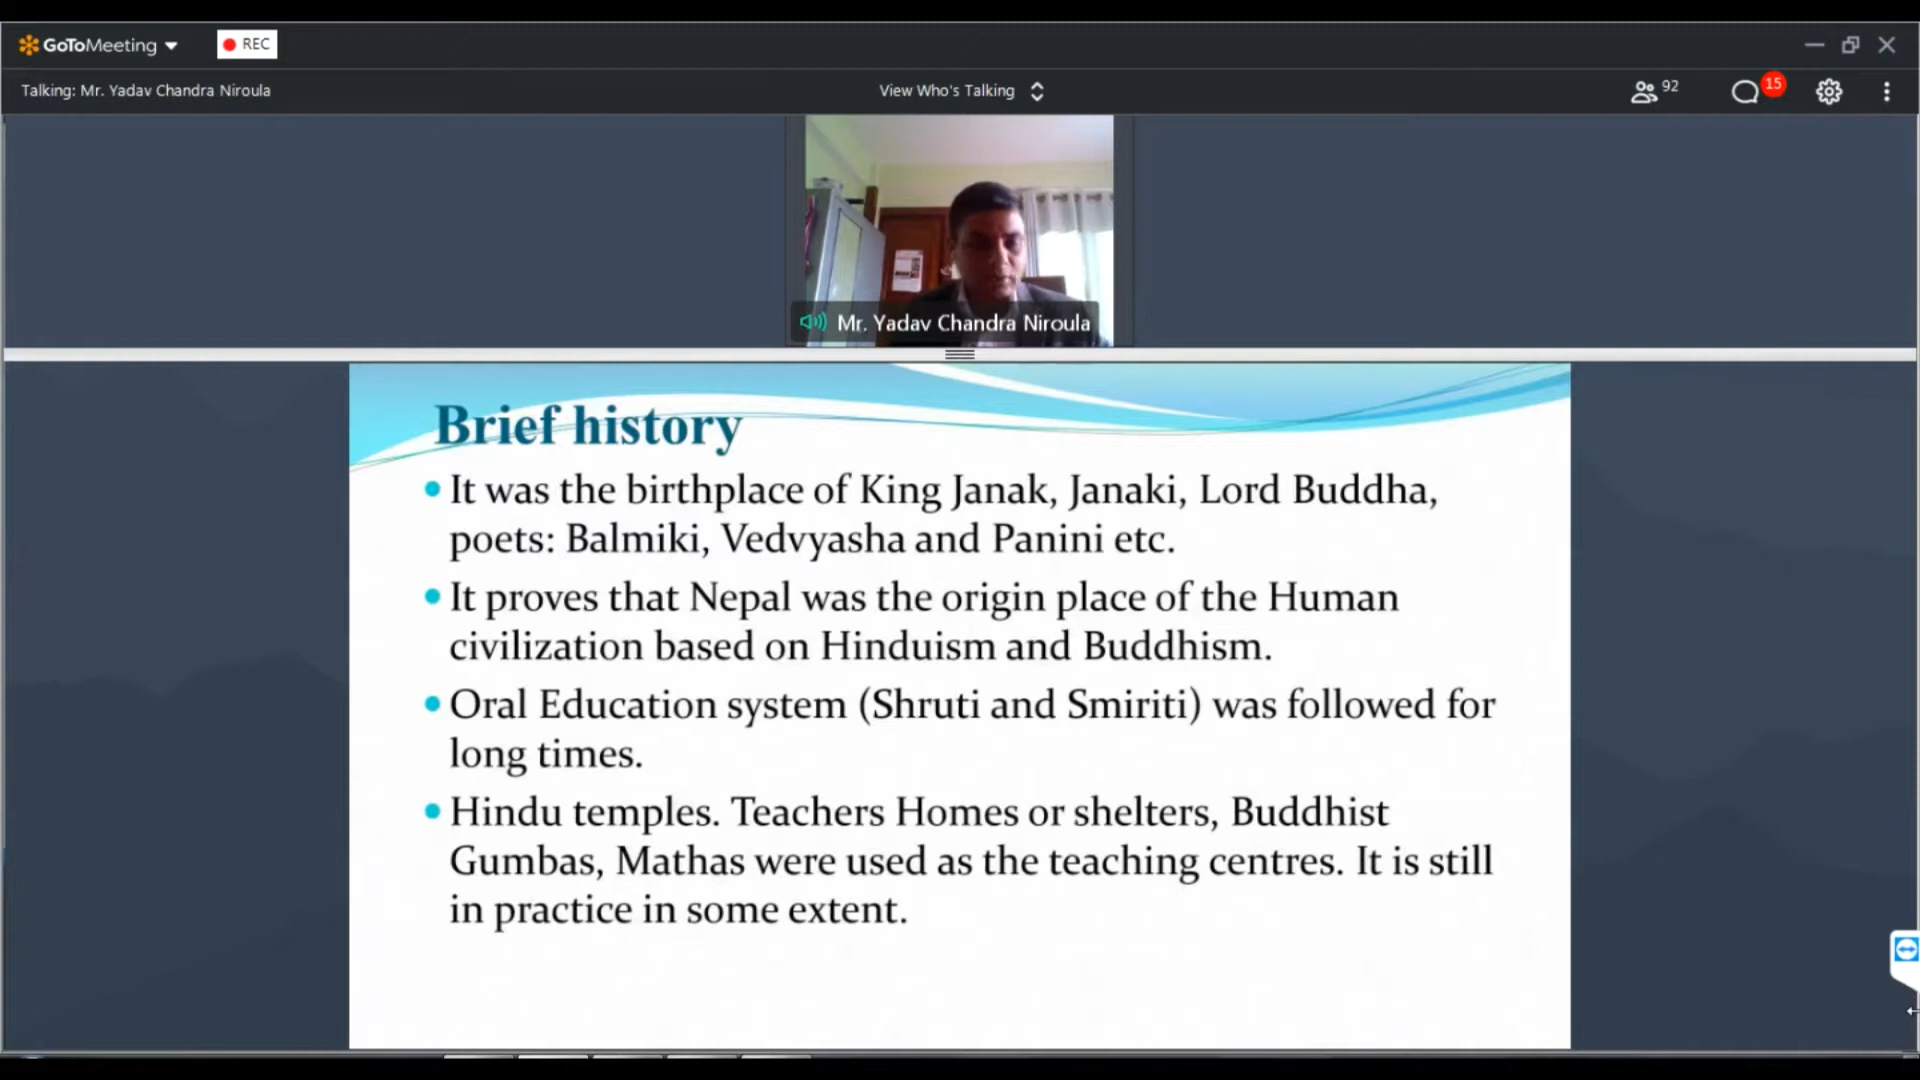 GoToMeeting
REC
Talking: Mr. Yadav Chandra Niroula
View Who's Talking
92
15
Mr. Yadav Chandra Niroula
Brief history
It was the birthplace of King Janak, Janaki, Lord Buddha,
poets: Balmiki, Vedvyasha and Panini etc.
It proves that Nepal was the origin place of the Human
civilization based on Hinduism and Buddhism.
Oral Education system (Shruti and Smiriti) was followed for
long times.
Hindu temples. Teachers Homes or shelters, Buddhist
Gumbas, Mathas were used as the teaching centres. It is still
in practice in some extent.